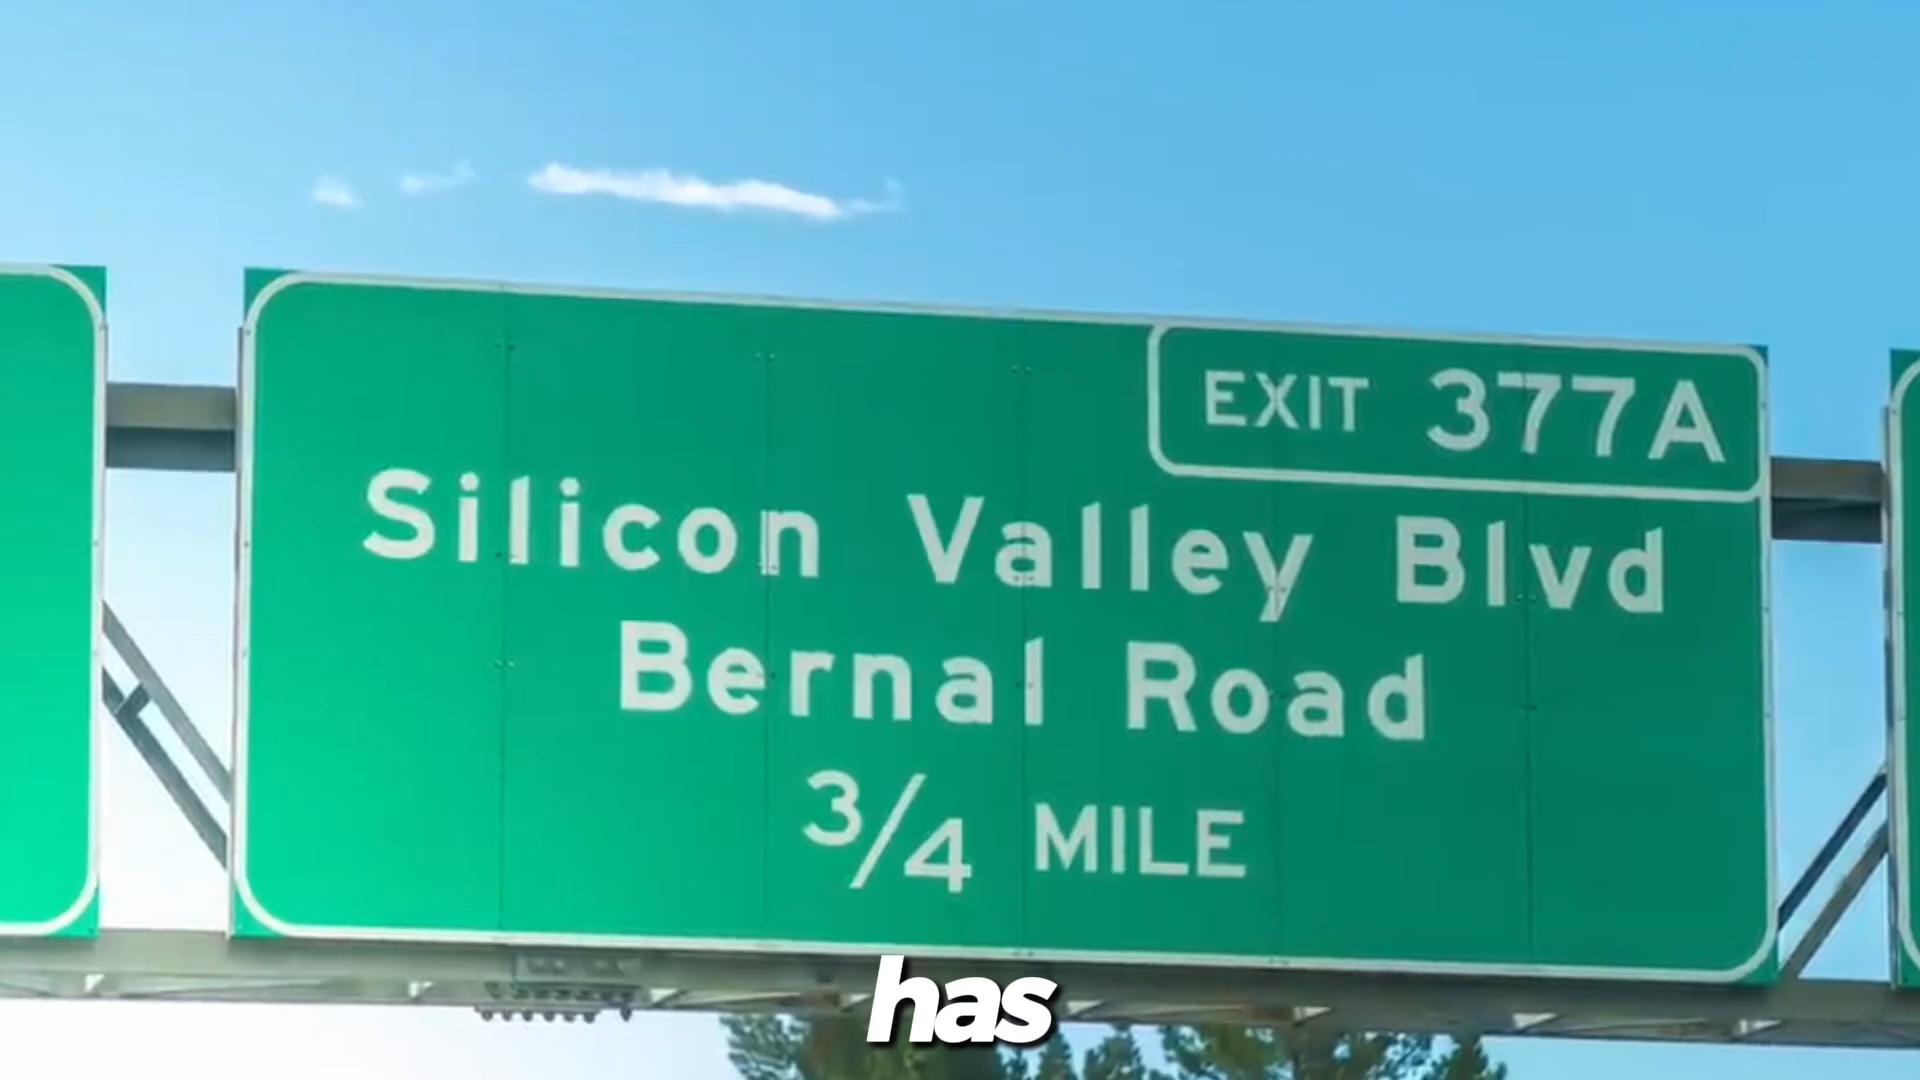 EXIT 377A
Silicon Valley Blvd
Bernal Road
3/4 MILE
has